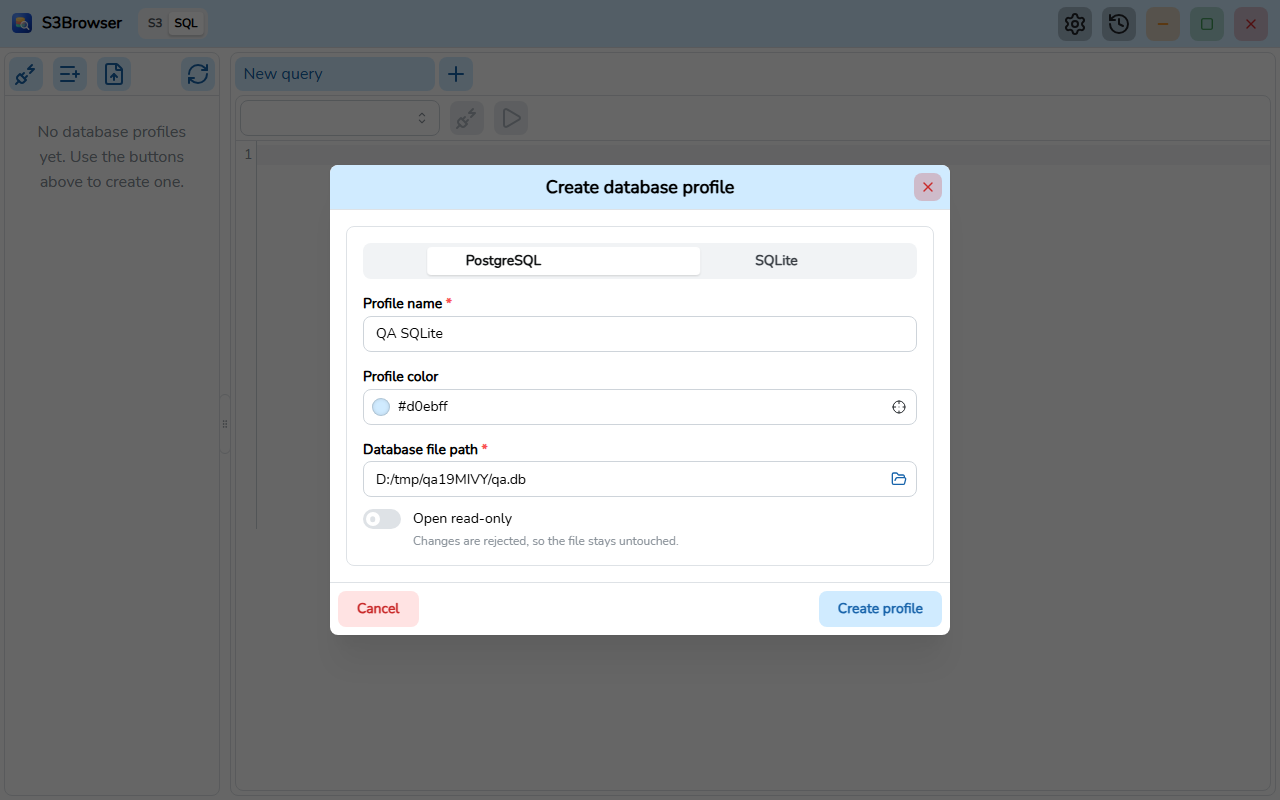 S3Browser
S3 SQL
New query
No database profiles
yet. Use the buttons
above to create one.
1
Create database profile
PostgreSQL
SQLite
Profile name *
QA SQLite
Profile color
#d0ebff
Database file path *
D:/tmp/qa19MIVY/qa.db
Open read-only
Changes are rejected, so the file stays untouched.
Cancel
Create profile